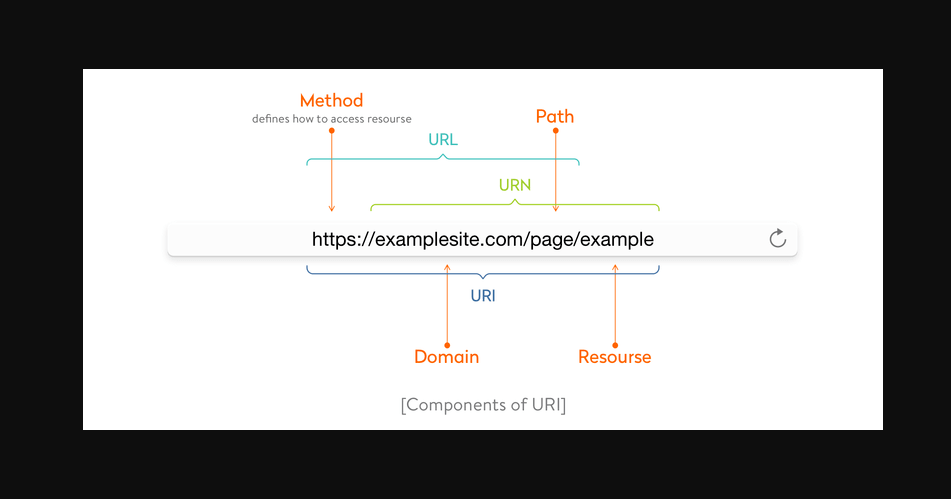 Method
defines how to access resourse
Path
URL
URN
https://examplesite.com/page/example
URI
Domain
Resourse
[Components of URI]